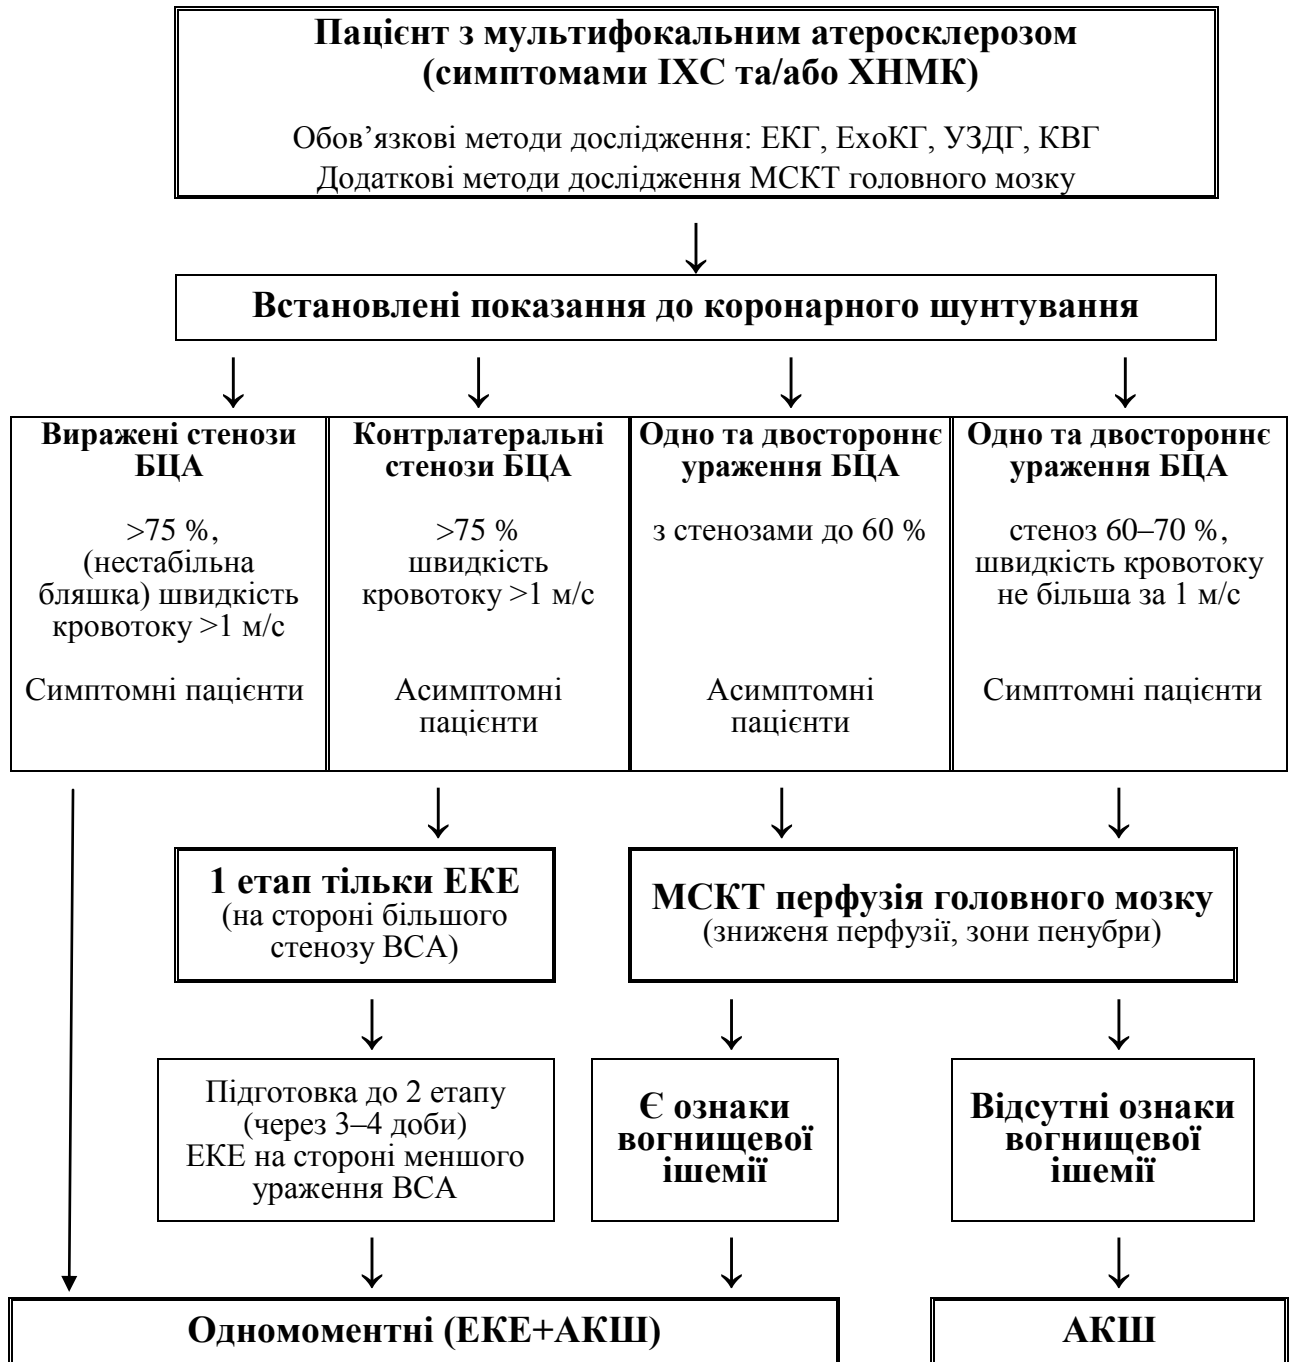 Пацієнт з мультифокальним атеросклерозом
(симптомами ІХС та/або ХНМК)
Обов’язкові методи дослідження: ЕКГ, ЕхоКГ, УЗДГ, КВГ
Додаткові методи дослідження МСКТ головного мозку
Встановлені показання до коронарного шунтування
Виражені стенози
БЦА
>75 %,
(нестабільна
бляшка) швидкість
кровотоку >1 м/с
Симптомні пацієнти
Контрлатеральні
стенози БЦА
>75 %
швидкість
кровотоку >1 м/с
Асимптомні
пацієнти
Одно та двостороннє
ураження БЦА
з стенозами до 60 %
Асимптомні
пацієнти
Одно та двостороннє
ураження БЦА
стеноз 60–70 %,
швидкість кровотоку
не більша за 1 м/с
Симптомні пацієнти
1 етап тільки ЕКЕ
(на стороні більшого
стенозу ВСА)
МСКТ перфузія головного мозку
(зниженя перфузії, зони пенубри)
Підготовка до 2 етапу
(через 3–4 доби)
ЕКЕ на стороні меншого
ураження ВСА
Є ознаки
вогнищевої
ішемії
Відсутні ознаки
вогнищевої
ішемії
Одномоментні (ЕКЕ+АКШ)
АКШ